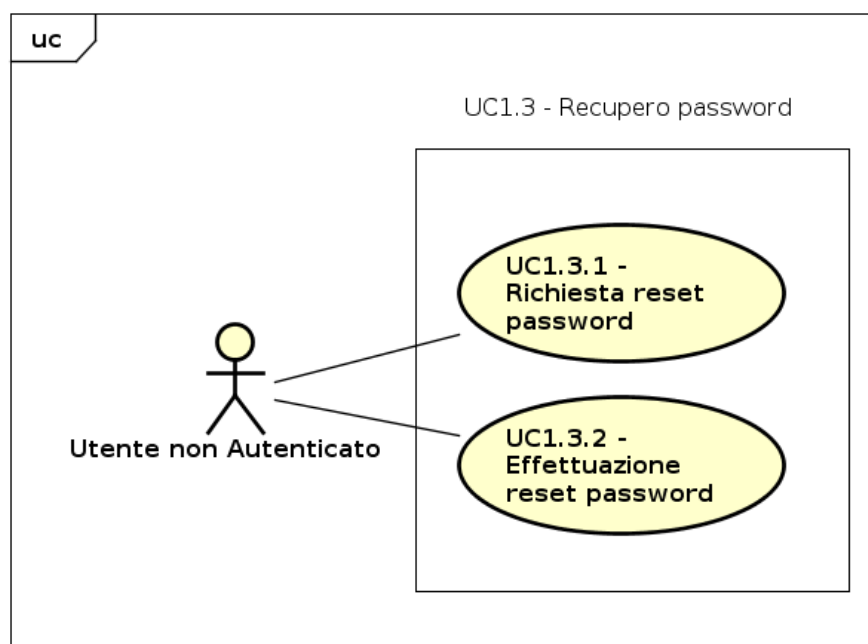 uc
UC1.3 - Recupero password
UC1.3.1 -
Richiesta reset
password
Utente non Autenticato
UC1.3.2 -
Effettuazione
reset password